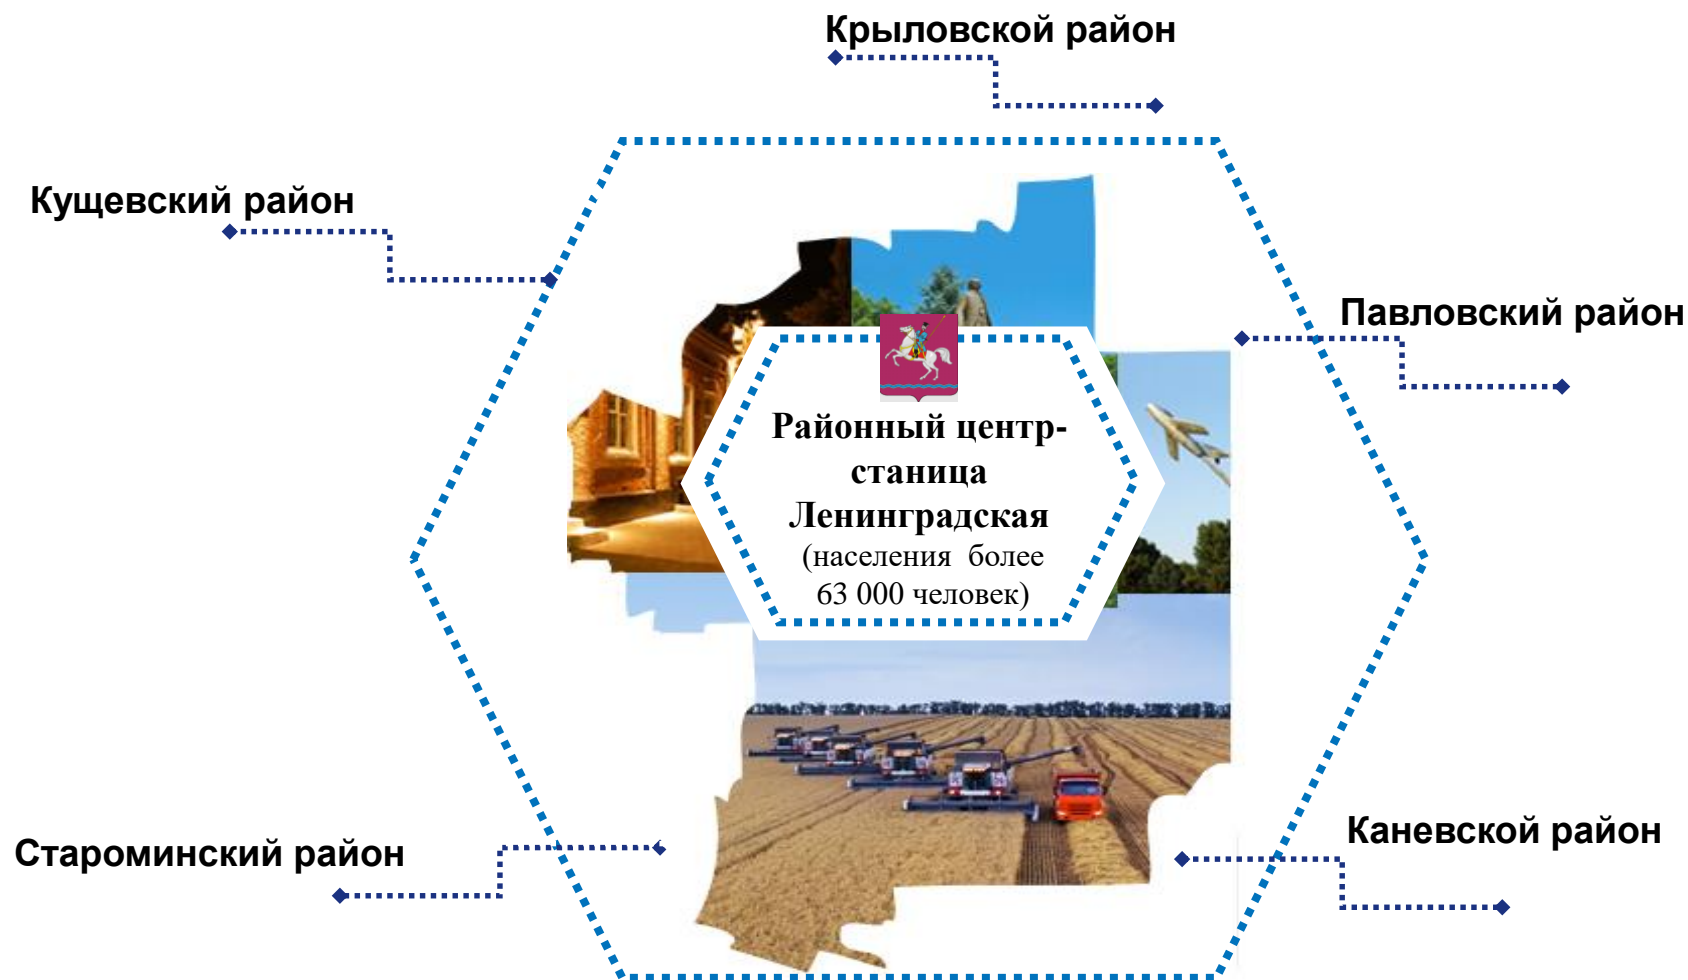 Крыловской район
Кущевский район
Павловский район
Районный центр-
станица
Ленинградская
(населения более
63 000 человек)
Каневской район
Староминский район